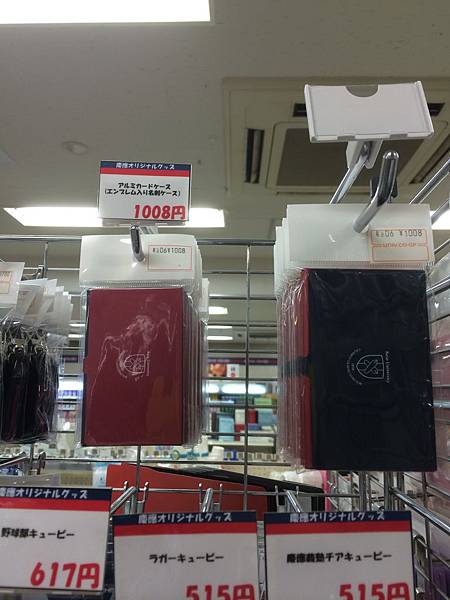 慶應オリジナルグッズ
アルミカードケース
(エンブレム入り名刺ケース)
1008円
¥1008
06 ¥1008
慶應オリジナルグッズ
野球部キューピー
617円
慶應オリジナルグッズ
ラガーキューピー
515円
慶應オリジナルグッズ
慶應義塾チアキューピー
515円